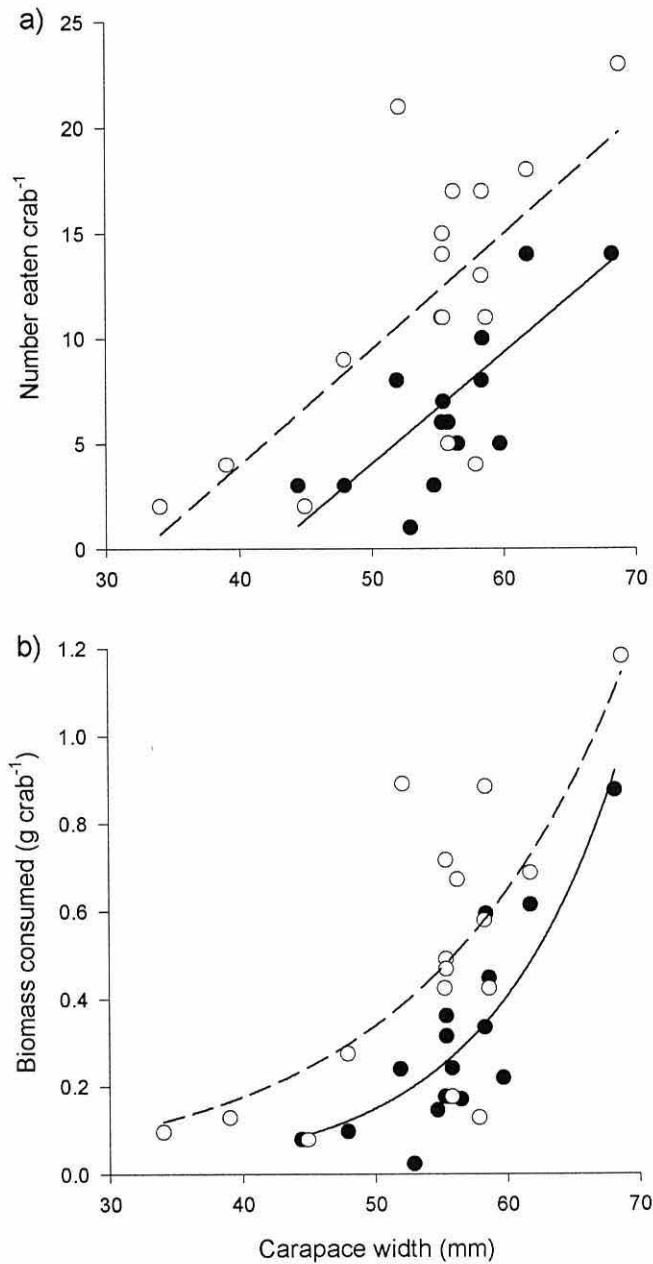 a)
25
20
15
10
5
0
Number eaten crab⁻¹
30 40 50 60 70
b)
1.2
1.0
0.8
0.6
0.4
0.2
0.0
Biomass consumed (g crab⁻¹)
30 40 50 60 70
Carapace width (mm)